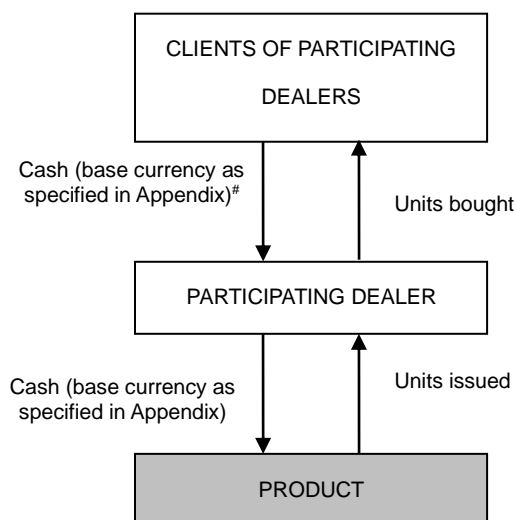 CLIENTS OF PARTICIPATING
DEALERS
Cash (base currency as
specified in Appendix)#
Units bought
PARTICIPATING DEALER
Cash (base currency as
specified in Appendix)
Units issued
PRODUCT